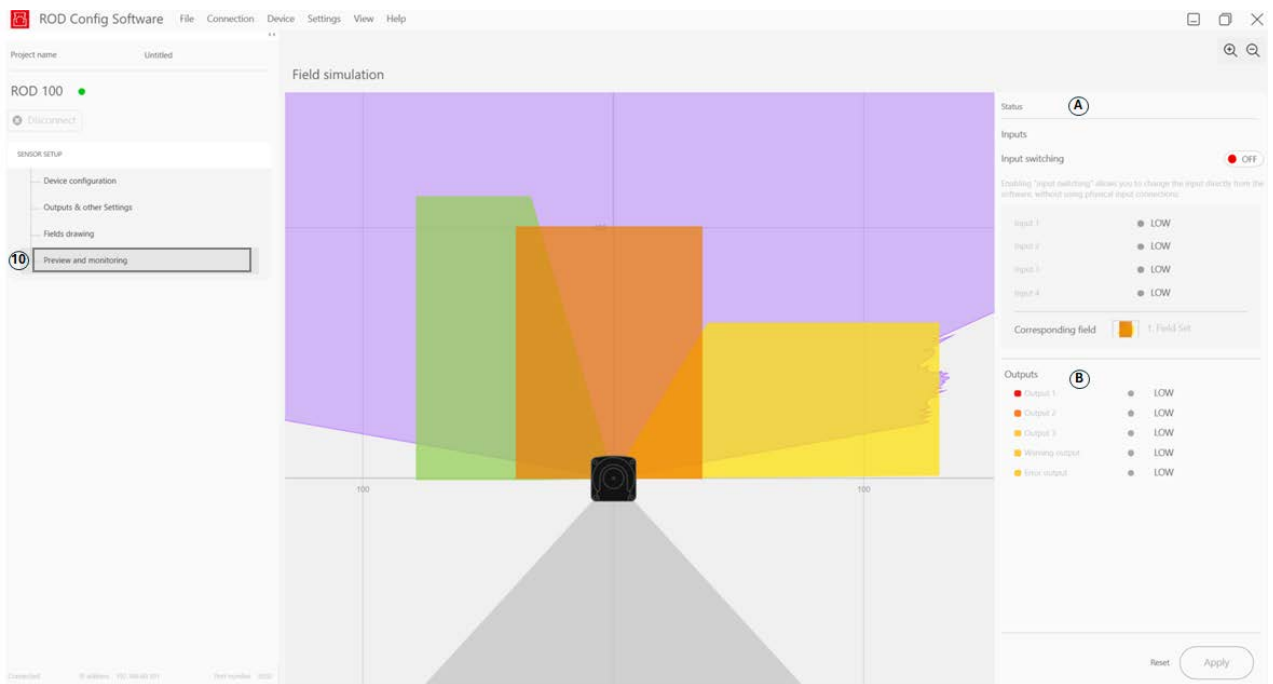 ROD Config Software File Connection Device Settings View Help
Project name Untitled
ROD 100
Disconnect
SENSOR SETUP
Device configuration
Outputs & other Settings
Fields drawing
10 Preview and monitoring
Connected IP address Port number
Field simulation
100
100
Status A
Inputs
Input switching OFF
Enabling "input switching" allows you to change the input directly from the
software, without using physical input connections
Input 1 LOW
Input 2 LOW
Input 3 LOW
Input 4 LOW
Corresponding field 1. Field Set
Outputs B
Output 1 LOW
Output 2 LOW
Output 3 LOW
Warning output LOW
Error output LOW
Reset Apply